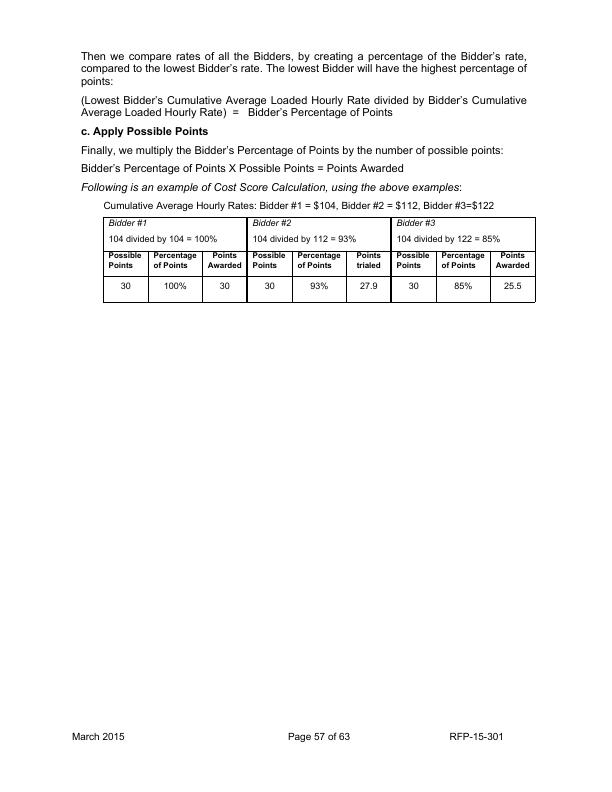 Then we compare rates of all the Bidders, by creating a percentage of the Bidder's rate,
compared to the lowest Bidder's rate. The lowest Bidder will have the highest percentage of
points:
(Lowest Bidder's Cumulative Average Loaded Hourly Rate divided by Bidder's Cumulative
Average Loaded Hourly Rate) = Bidder's Percentage of Points
c. Apply Possible Points
Finally, we multiply the Bidder's Percentage of Points by the number of possible points:
Bidder's Percentage of Points X Possible Points = Points Awarded
Following is an example of Cost Score Calculation, using the above examples:
Cumulative Average Hourly Rates: Bidder #1 = $104, Bidder #2 = $112, Bidder #3=$122
Bidder #1 Bidder #2 Bidder #3
104 divided by 104 = 100% 104 divided by 112 = 93% 104 divided by 122 = 85%
Possible Percentage Points Possible Percentage Points Possible Percentage Points
Points of Points Awarded Points of Points trialed Points of Points Awarded
30 100% 30 30 93% 27.9 30 85% 25.5
March 2015 Page 57 of 63 RFP-15-301